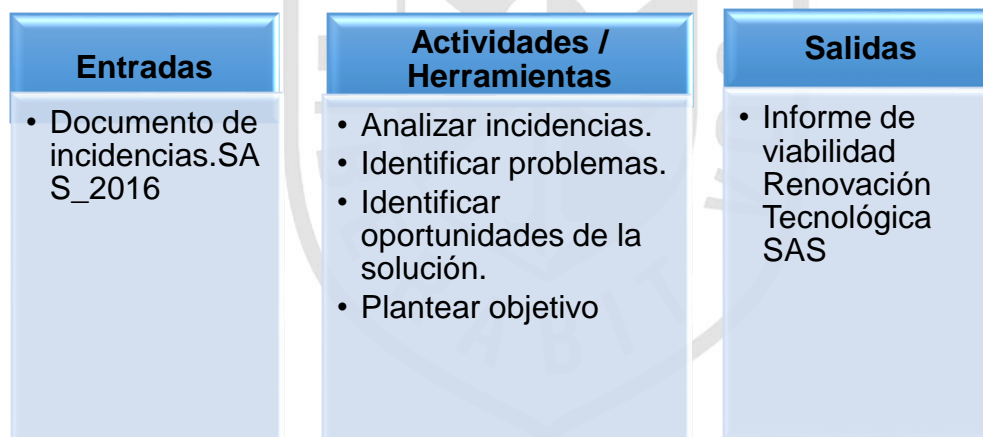 Entradas
• Documento de
incidencias.SA
S_2016
Actividades /
Herramientas
• Analizar incidencias.
• Identificar problemas.
• Identificar
oportunidades de la
solución.
• Plantear objetivo
Salidas
• Informe de
viabilidad
Renovación
Tecnológica
SAS